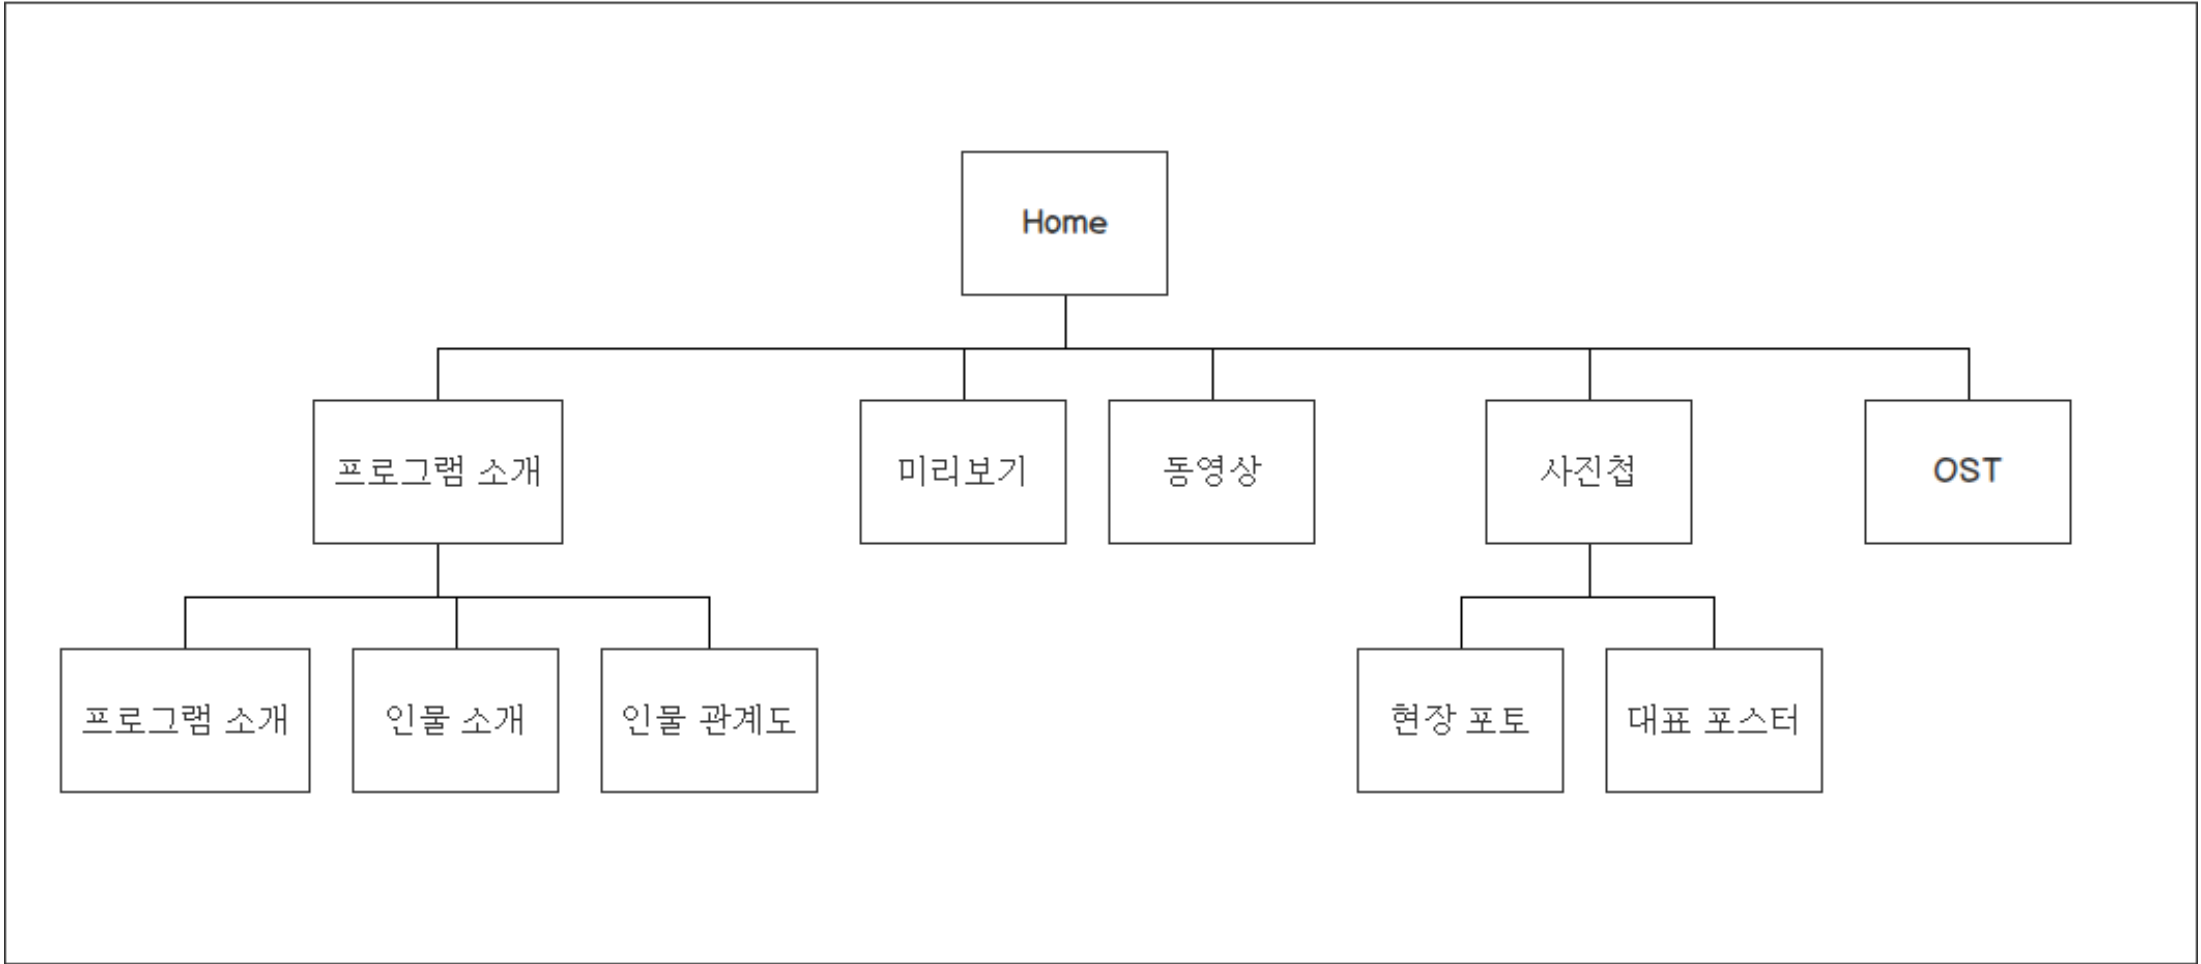 Home
프로그램 소개
미리보기
동영상
사진첩
OST
프로그램 소개
인물 소개
인물 관계도
현장 포토
대표 포스터